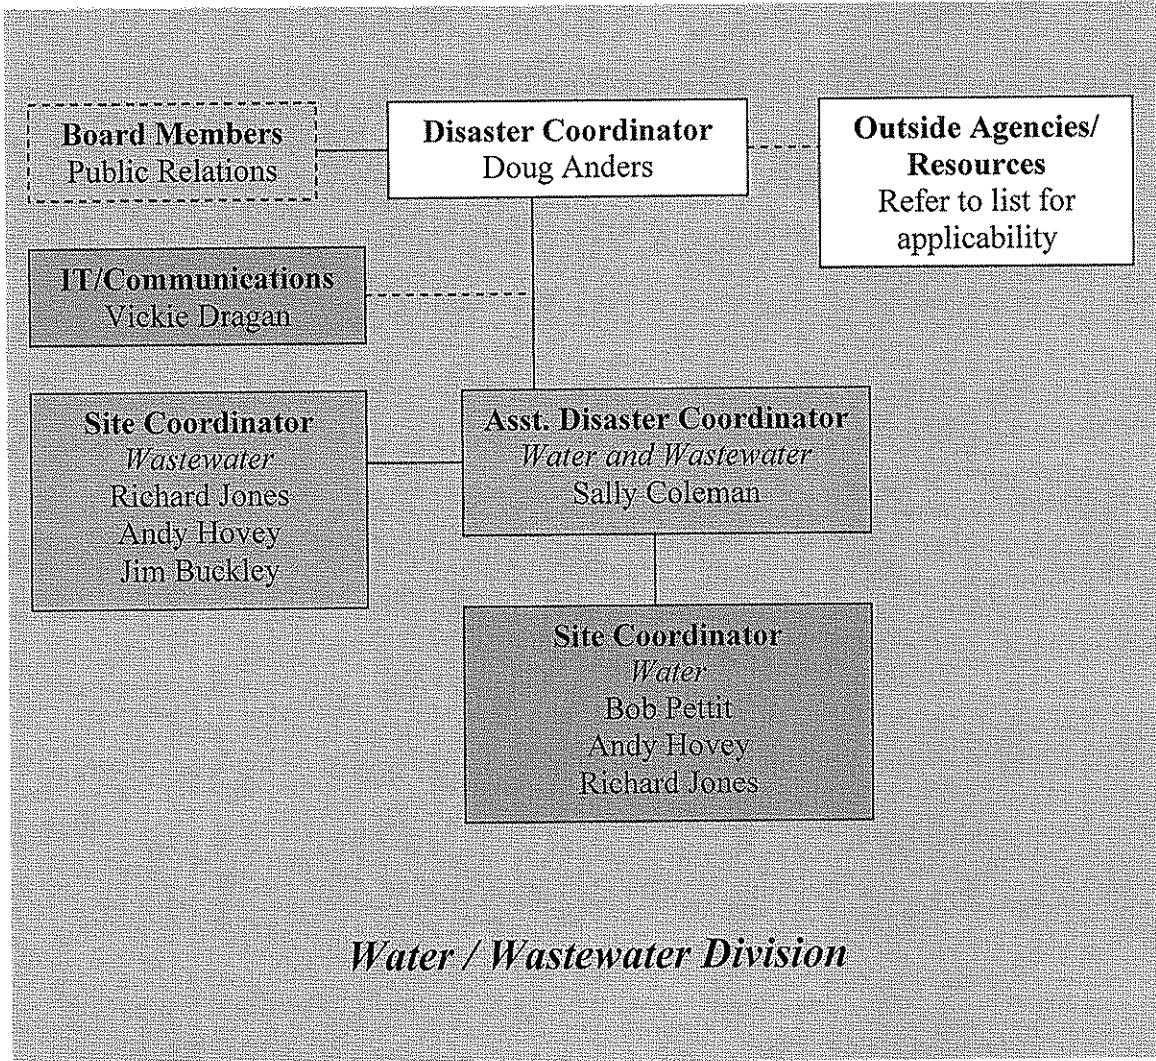 Board Members
Public Relations
Disaster Coordinator
Doug Anders
Outside Agencies/
Resources
Refer to list for
applicability
IT/Communications
Vickie Dragan
Site Coordinator
Wastewater
Richard Jones
Andy Hovey
Jim Buckley
Asst. Disaster Coordinator
Water and Wastewater
Sally Coleman
Site Coordinator
Water
Bob Pettit
Andy Hovey
Richard Jones
Water / Wastewater Division